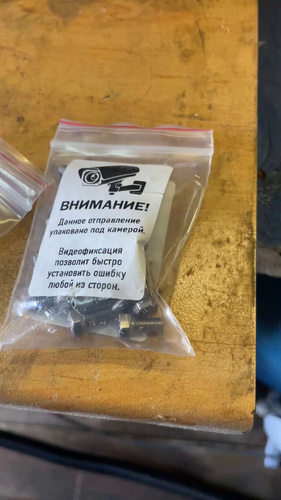 ВНИМАНИЕ!
Данное отправление
упаковано под камерой.
Видеофиксация
позволит быстро
установить ошибку
любой из сторон.